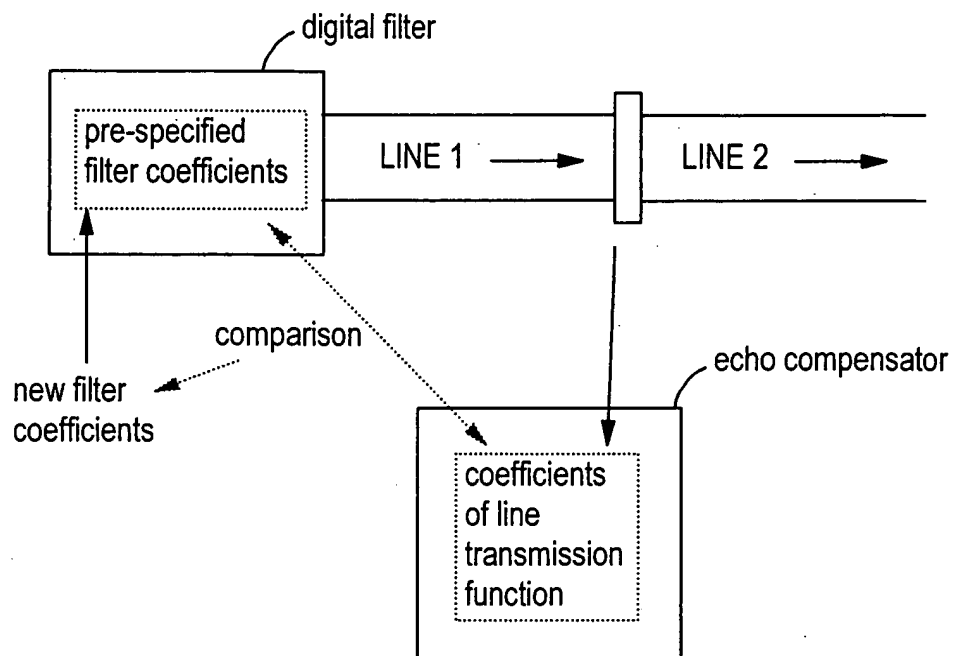 digital filter
pre-specified
filter coefficients
LINE 1
LINE 2
comparison
new filter
coefficients
echo compensator
coefficients
of line
transmission
function